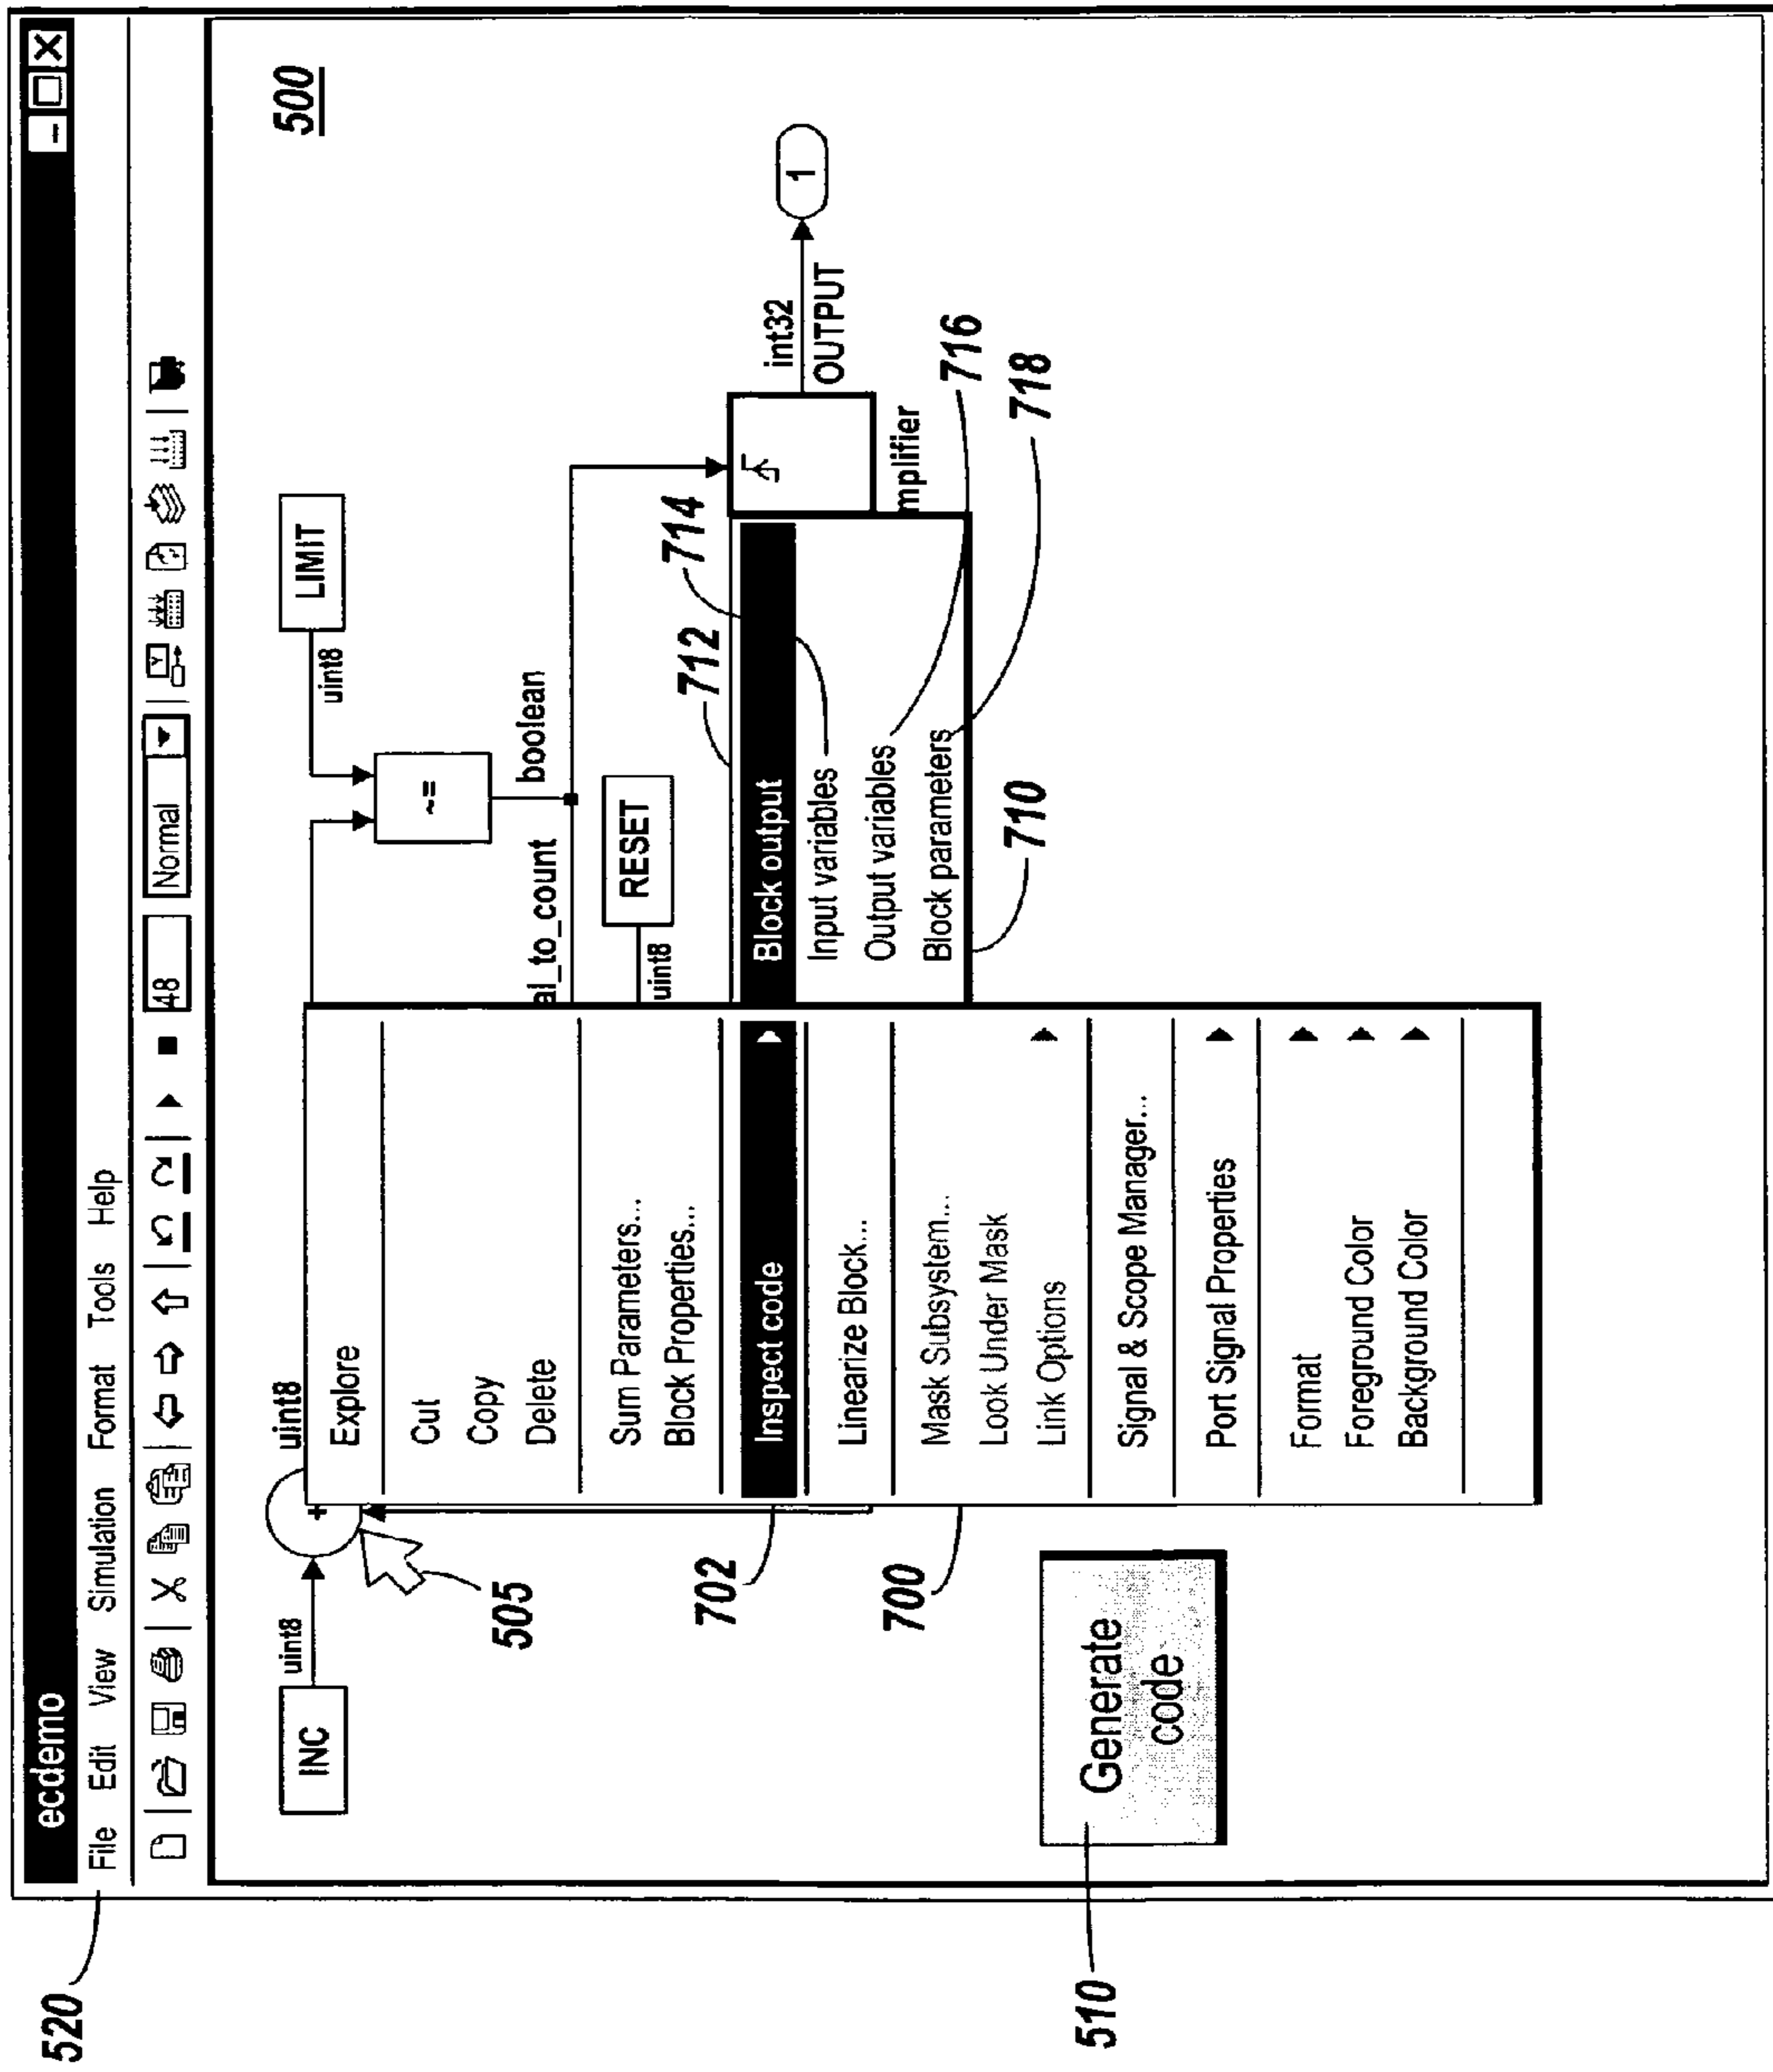 520
ecdemo
File Edit View Simulation Format Tools Help
48 Normal
500
INC
uint8
+
uint8
505
LIMIT
uint8
~=
boolean
al_to_count
RESET
uint8
Explore
Cut
Copy
Delete
Sum Parameters...
Block Properties...
Inspect code
Linearize Block...
Mask Subsystem...
Look Under Mask
Link Options
Signal & Scope Manager...
Port Signal Properties
Format
Foreground Color
Background Color
702
700
712
714
Block output
Input variables
Output variables
Block parameters
716
718
710
mplifier
int32
OUTPUT
1
Generate
code
510